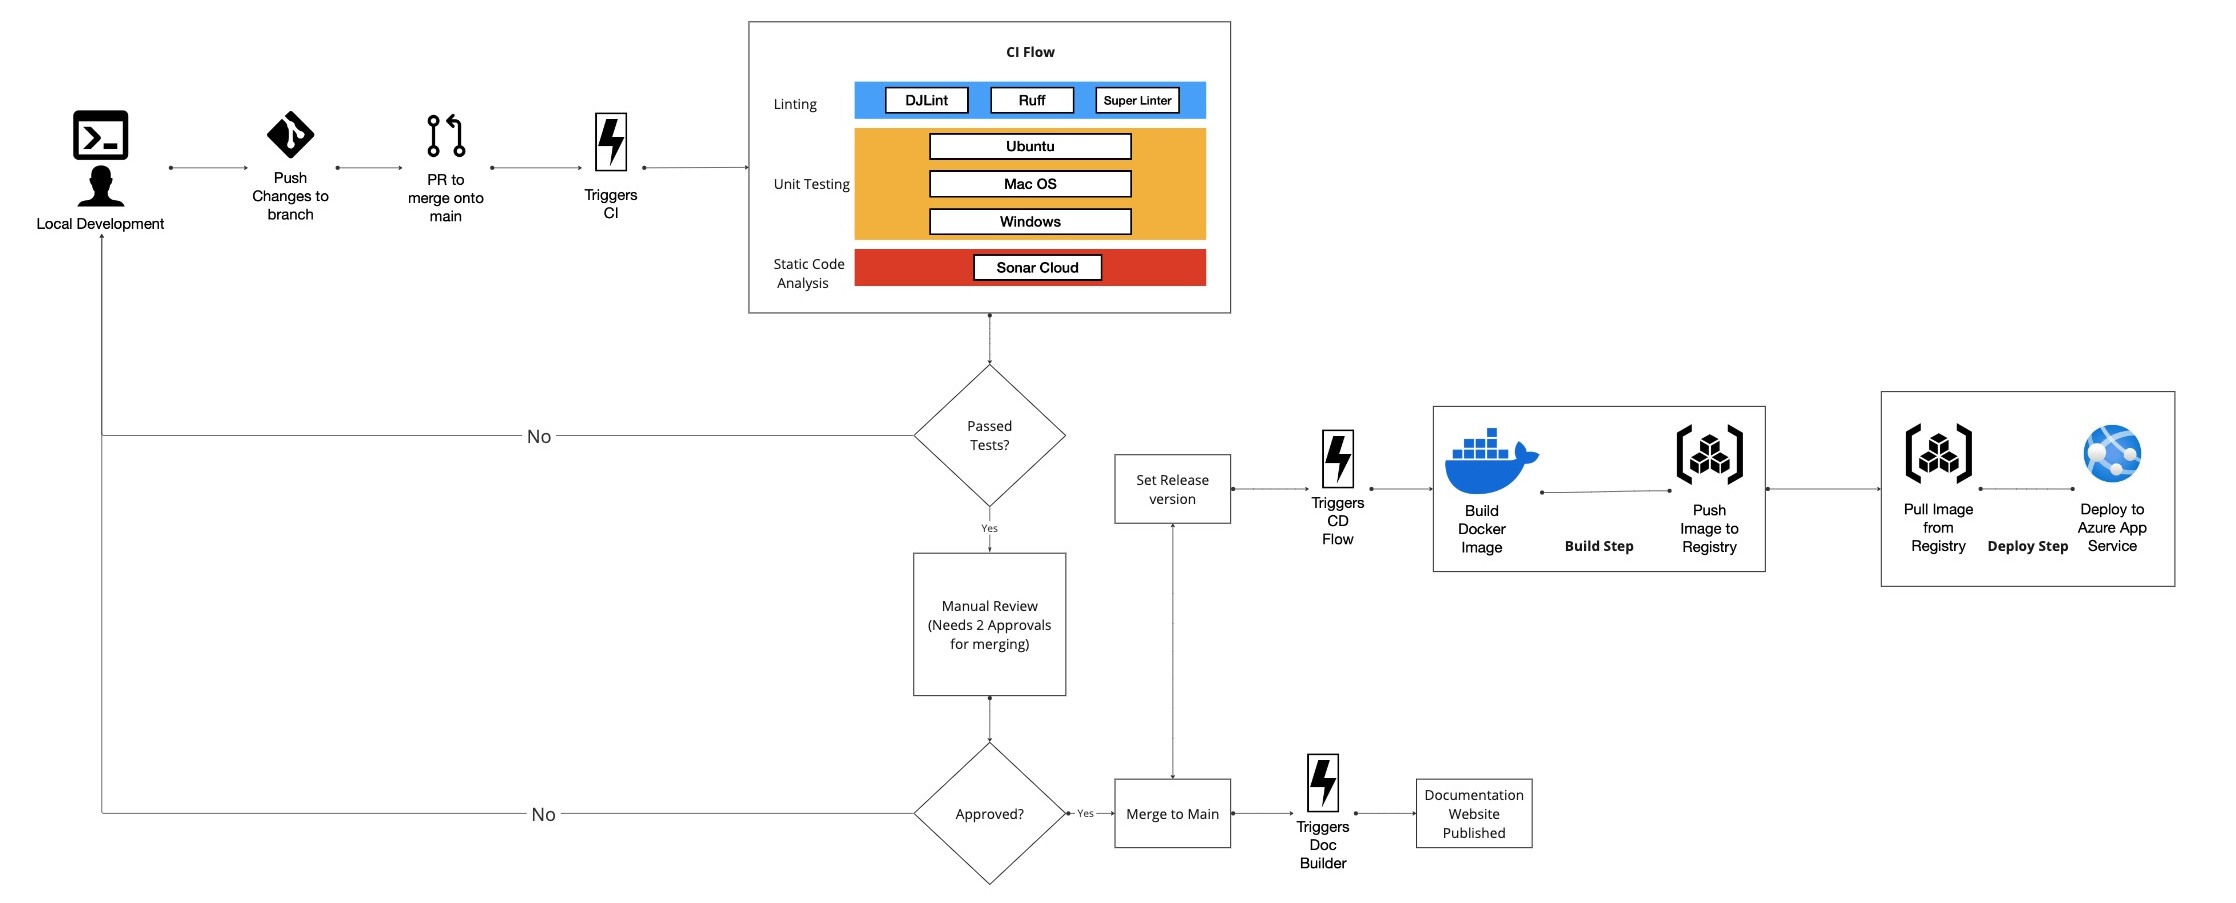 CI Flow
Linting
DJLint
Ruff
Super Linter
Unit Testing
Ubuntu
Mac OS
Windows
Static Code
Analysis
Sonar Cloud
Local Development
Push
Changes to
branch
PR to
merge onto
main
Triggers
CI
Passed
Tests?
No
Yes
Manual Review
(Needs 2 Approvals
for merging)
Approved?
No
Yes
Merge to Main
Set Release
version
Triggers
CD
Flow
Build
Docker
Image
Build Step
Push
Image to
Registry
Pull Image
from
Registry
Deploy Step
Deploy to
Azure App
Service
Triggers
Doc
Builder
Documentation
Website
Published